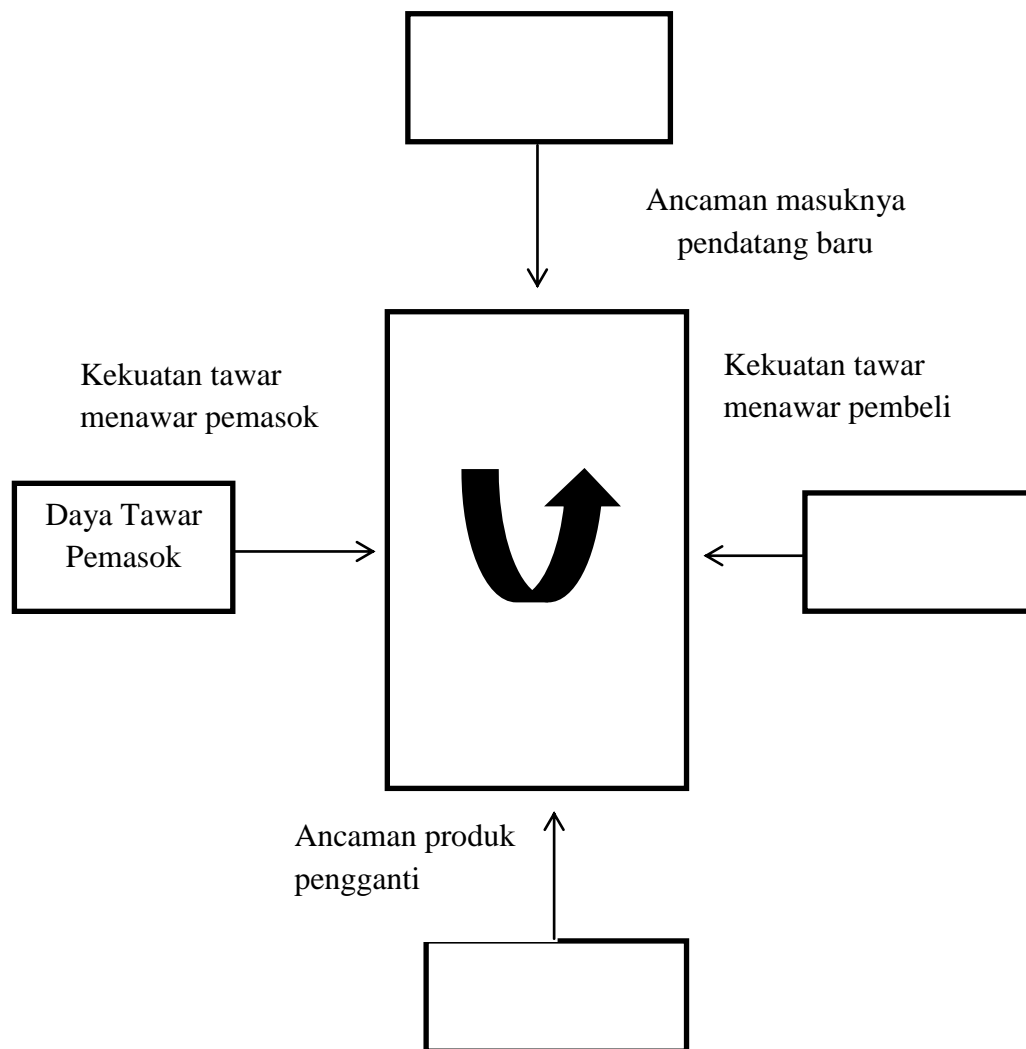 Ancaman masuknya
pendatang baru
Kekuatan tawar
menawar pemasok
Kekuatan tawar
menawar pembeli
Daya Tawar
Pemasok
Ancaman produk
pengganti